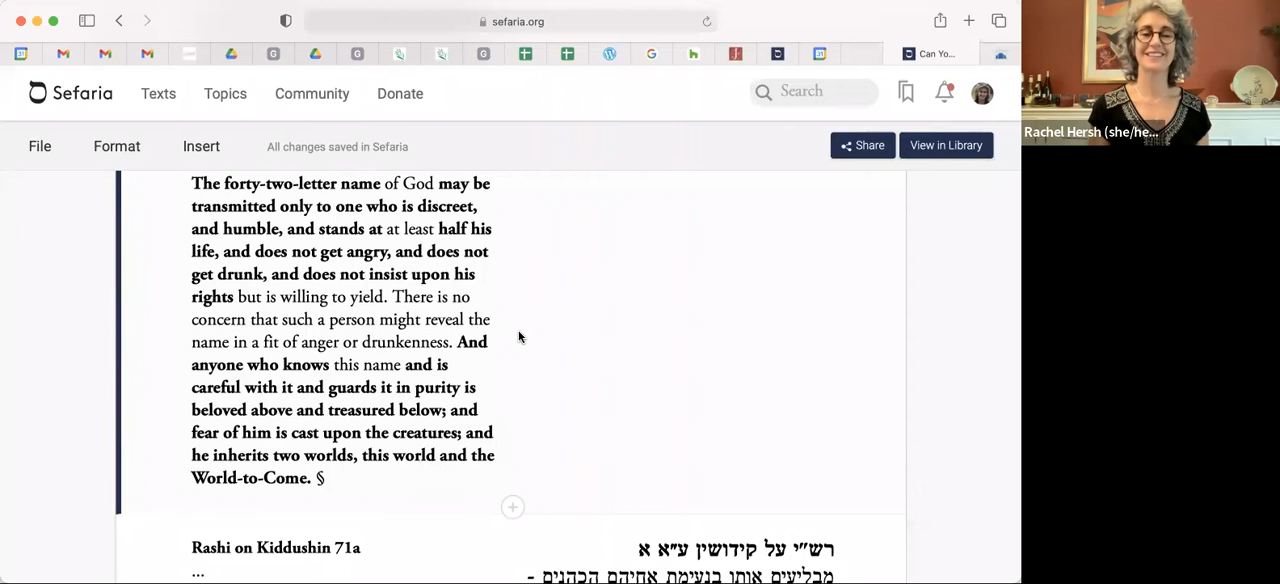 sefaria.org
Can Yo...
Sefaria
Texts
Topics
Community
Donate
Search
File
Format
Insert
All changes saved in Sefaria
Share
View in Library
The forty-two-letter name of God may be
transmitted only to one who is discreet,
and humble, and stands at at least half his
life, and does not get angry, and does not
get drunk, and does not insist upon his
rights but is willing to yield. There is no
concern that such a person might reveal the
name in a fit of anger or drunkenness. And
anyone who knows this name and is
careful with it and guards it in purity is
beloved above and treasured below; and
fear of him is cast upon the creatures; and
he inherits two worlds, this world and the
World-to-Come. §
Rashi on Kiddushin 71a
...
רש"י על קידושין ע"א א
מבליעים אותו בנעימת אחיהם הכהנים -
Rachel Hersh (she/he...